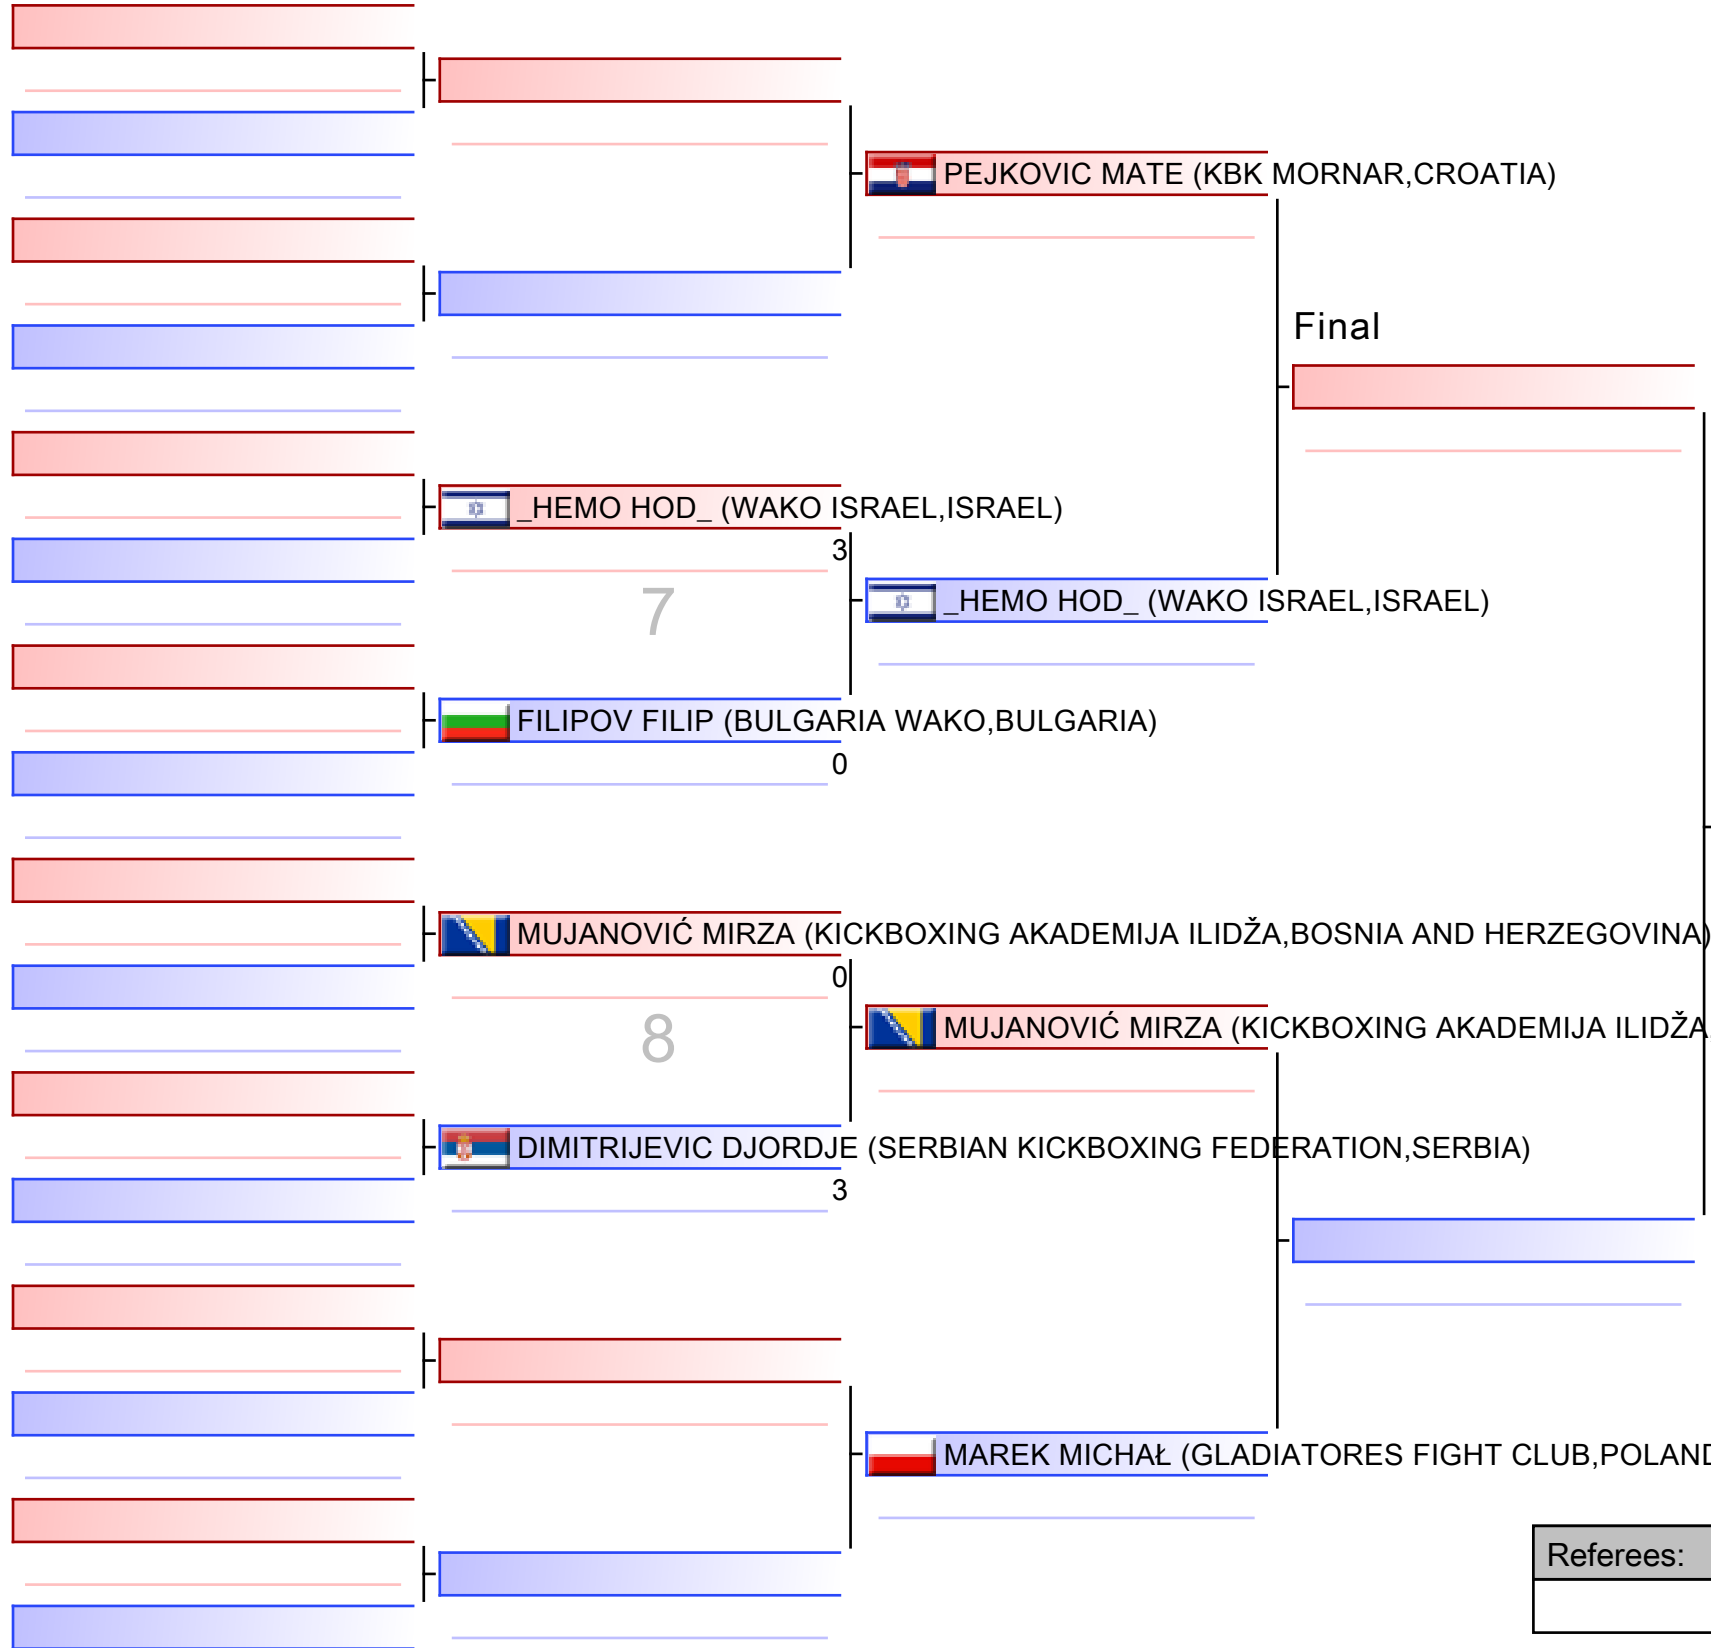 PEJKOVIC MATE (KBK MORNAR,CROATIA)
Final
_HEMO HOD_ (WAKO ISRAEL,ISRAEL)
3
7
_HEMO HOD_ (WAKO ISRAEL,ISRAEL)
FILIPOV FILIP (BULGARIA WAKO,BULGARIA)
0
MUJANOVIĆ MIRZA (KICKBOXING AKADEMIJA ILIDŽA,BOSNIA AND HERZEGOVINA)
0
8
MUJANOVIĆ MIRZA (KICKBOXING AKADEMIJA ILIDŽA
DIMITRIJEVIC DJORDJE (SERBIAN KICKBOXING FEDERATION,SERBIA)
3
MAREK MICHAŁ (GLADIATORES FIGHT CLUB,POLAND
Referees: